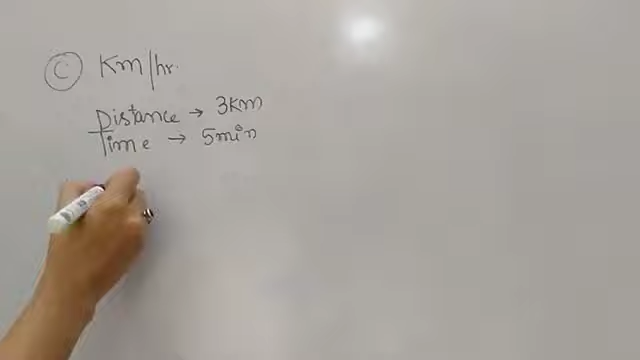 C Km/hr.
Distance → 3Km
Time → 5min